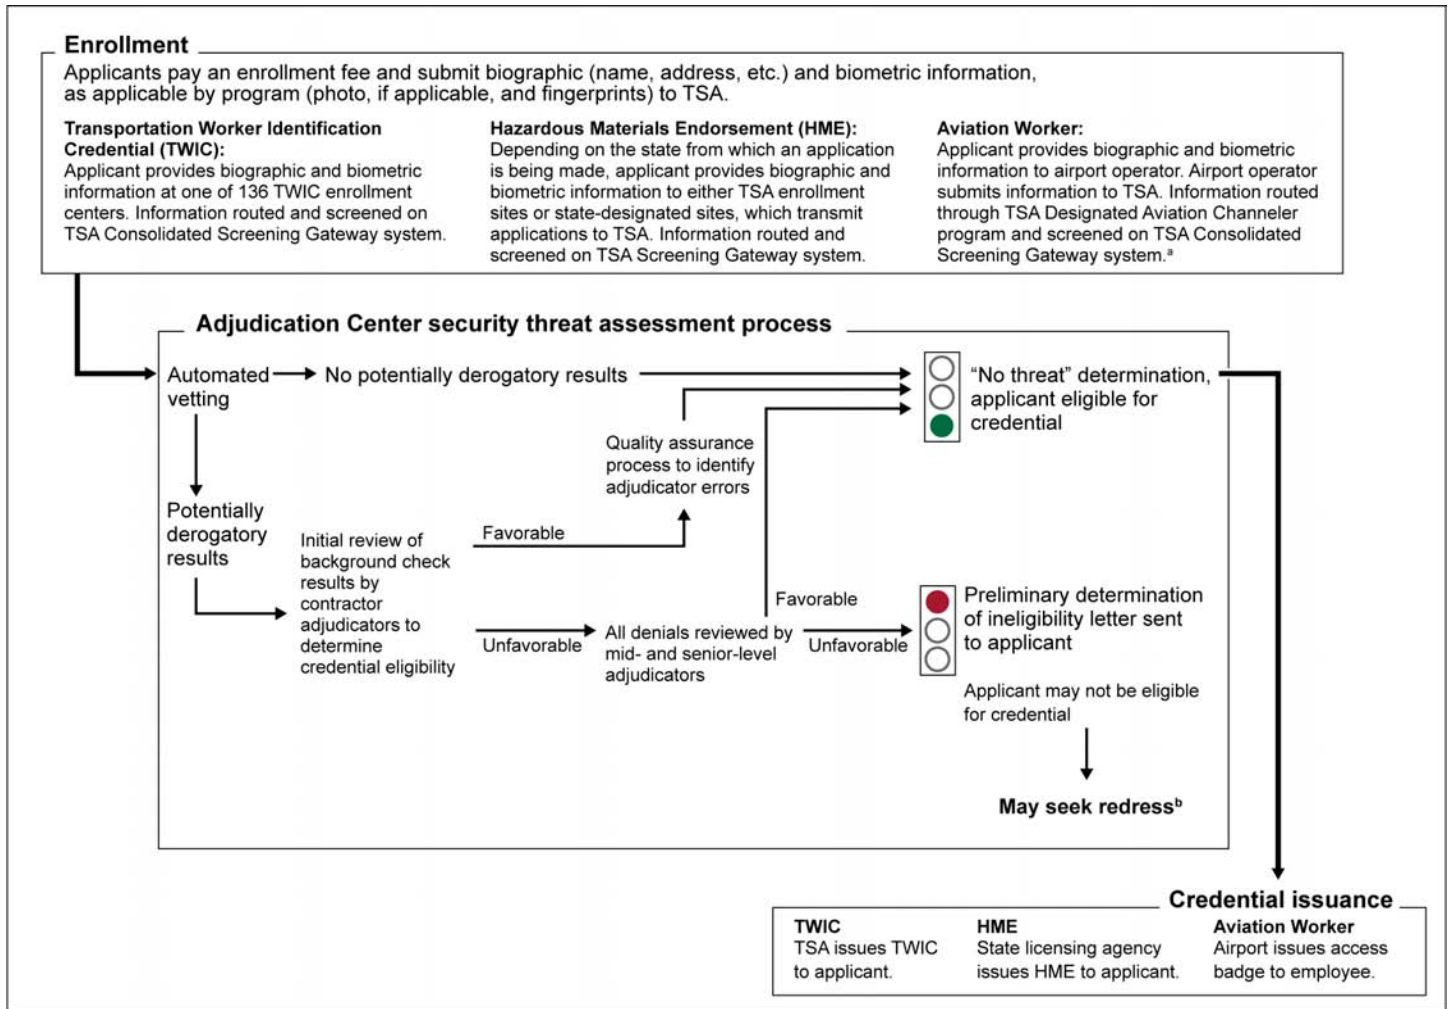 Enrollment
Applicants pay an enrollment fee and submit biographic (name, address, etc.) and biometric information,
as applicable by program (photo, if applicable, and fingerprints) to TSA.
Transportation Worker Identification
Credential (TWIC):
Applicant provides biographic and biometric
information at one of 136 TWIC enrollment
centers. Information routed and screened on
TSA Consolidated Screening Gateway system.
Hazardous Materials Endorsement (HME):
Depending on the state from which an application
is being made, applicant provides biographic and
biometric information to either TSA enrollment
sites or state-designated sites, which transmit
applications to TSA. Information routed and
screened on TSA Screening Gateway system.
Aviation Worker:
Applicant provides biographic and biometric
information to airport operator. Airport operator
submits information to TSA. Information routed
through TSA Designated Aviation Channeler
program and screened on TSA Consolidated
Screening Gateway system.ᵃ
Adjudication Center security threat assessment process
Automated
vetting
No potentially derogatory results
“No threat” determination,
applicant eligible for
credential
Quality assurance
process to identify
adjudicator errors
Potentially
derogatory
results
Initial review of
background check
results by
contractor
adjudicators to
determine
credential eligibility
Favorable
Unfavorable
All denials reviewed by
mid- and senior-level
adjudicators
Favorable
Unfavorable
Preliminary determination
of ineligibility letter sent
to applicant
Applicant may not be eligible
for credential
May seek redressᵇ
Credential issuance
TWIC
TSA issues TWIC
to applicant.
HME
State licensing agency
issues HME to applicant.
Aviation Worker
Airport issues access
badge to employee.